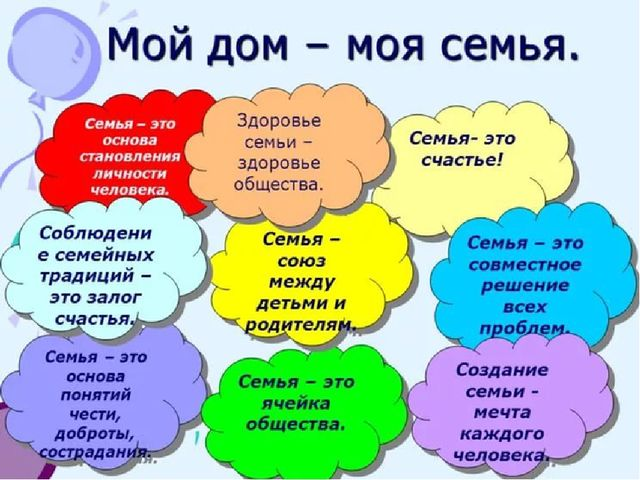 Мой дом – моя семья.
Семья – это
основа
становления
личности
человека.
Здоровье
семьи –
здоровье
общества.
Семья- это
счастье!
Соблюдени
е семейных
традиций –
это залог
счастья.
Семья –
союз
между
детьми и
родителям.
Семья – это
совместное
решение
всех
проблем.
Семья – это
основа
понятий
чести,
доброты,
сострадания.
Семья – это
ячейка
общества.
Создание
семьи -
мечта
каждого
человека.